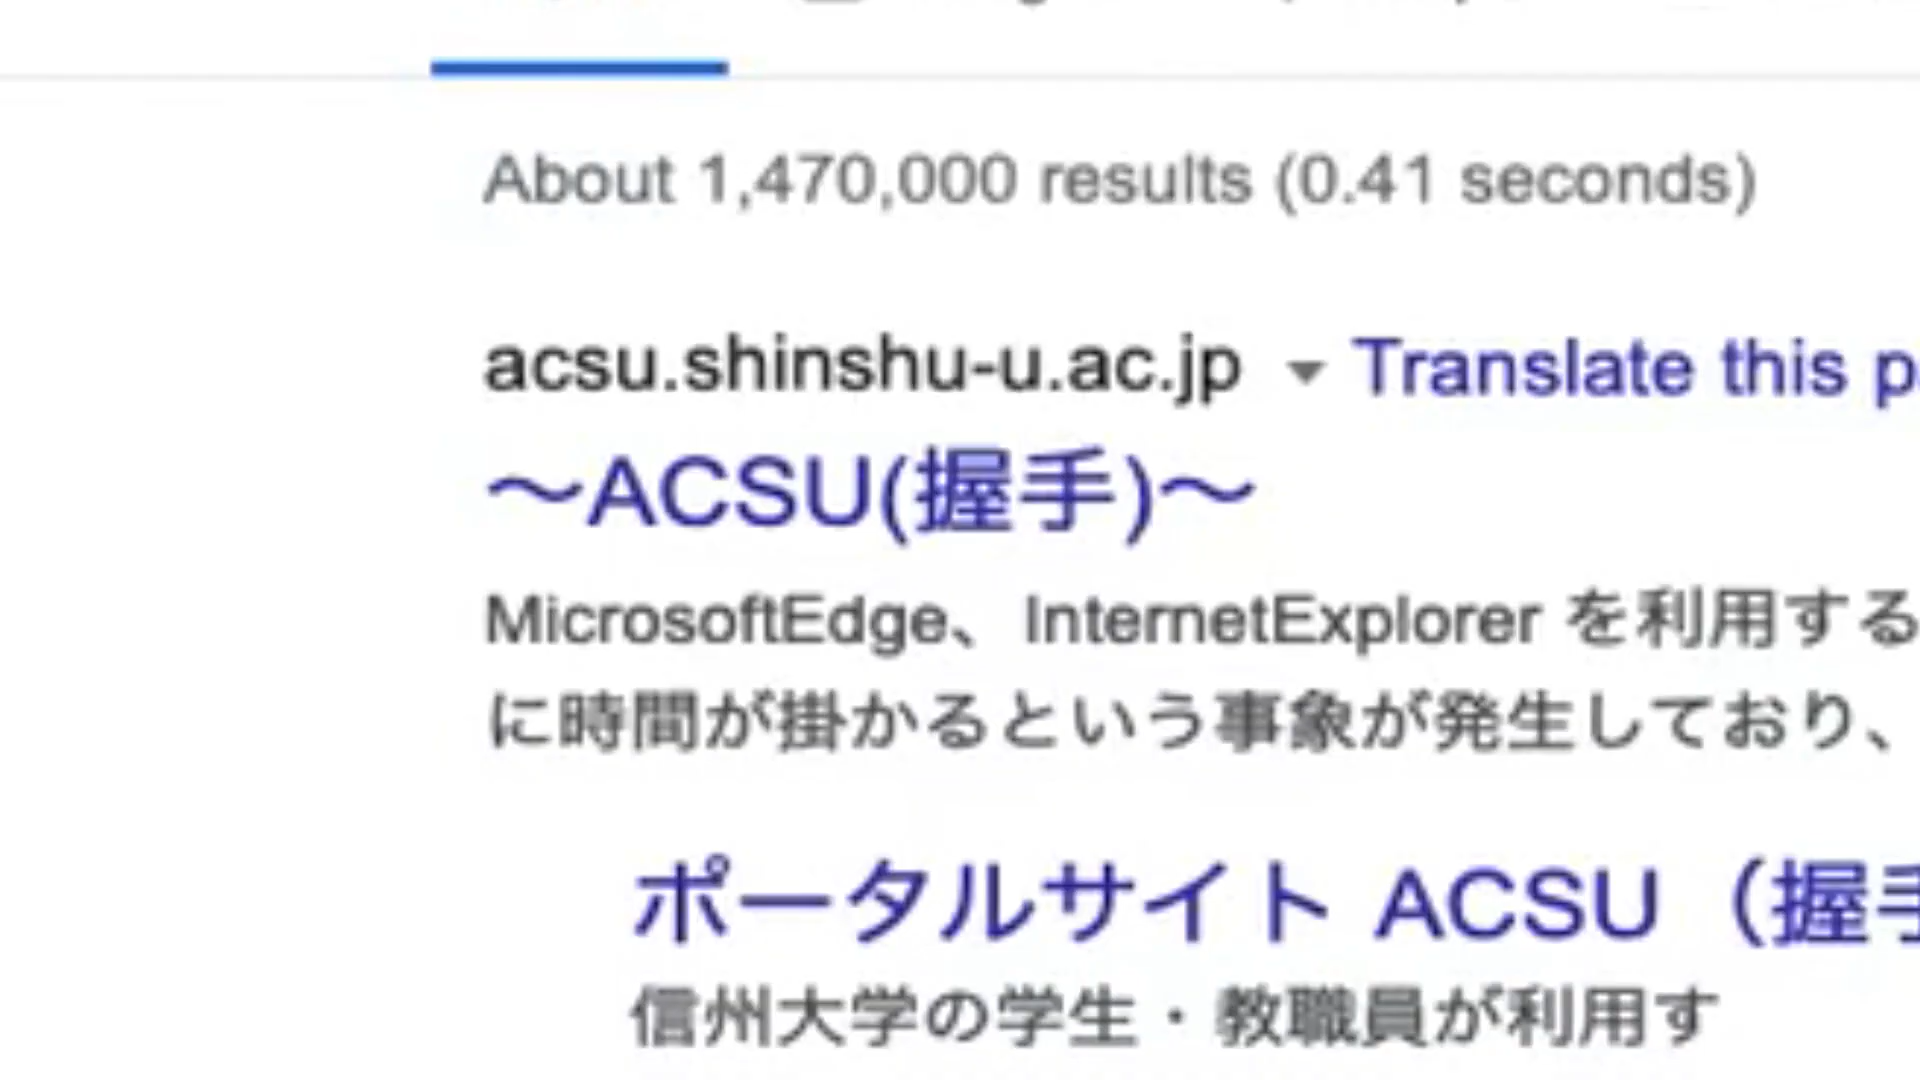 About 1,470,000 results (0.41 seconds)
acsu.shinshu-u.ac.jp ▼ Translate this
〜ACSU(握手)〜
MicrosoftEdge、InternetExplorer を利用する
に時間が掛かるという事象が発生しており、
ポータルサイト ACSU（握手
信州大学の学生・教職員が利用す